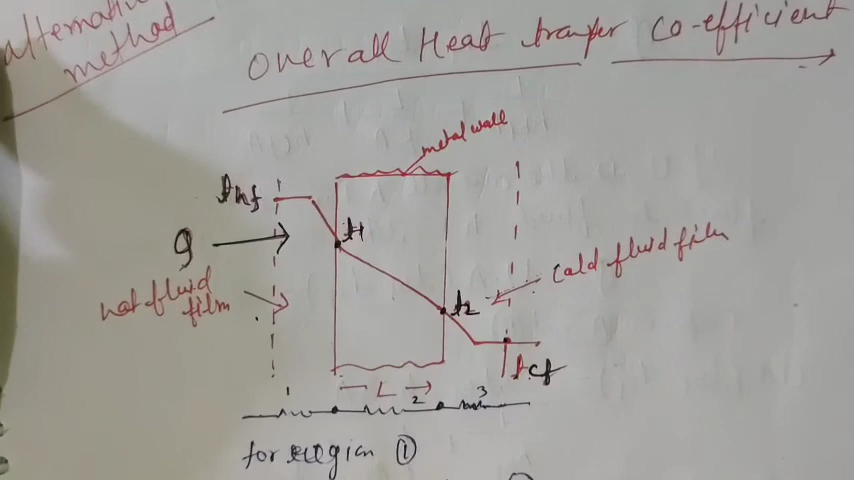 alternative method
Overall Heat tranfer Co-efficient
metal wall
thf
t1
Q
hot fluid film
cold fluid film
t2
tcf
L
1
2
3
for region ①